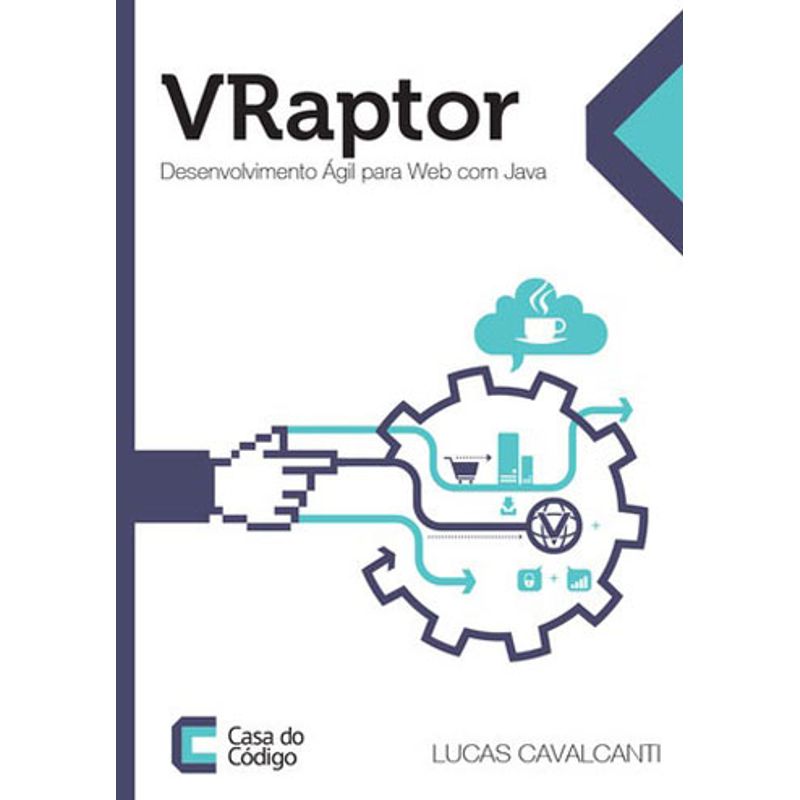 VRaptor
Desenvolvimento Ágil para Web com Java
V
Casa do
Código
LUCAS CAVALCANTI